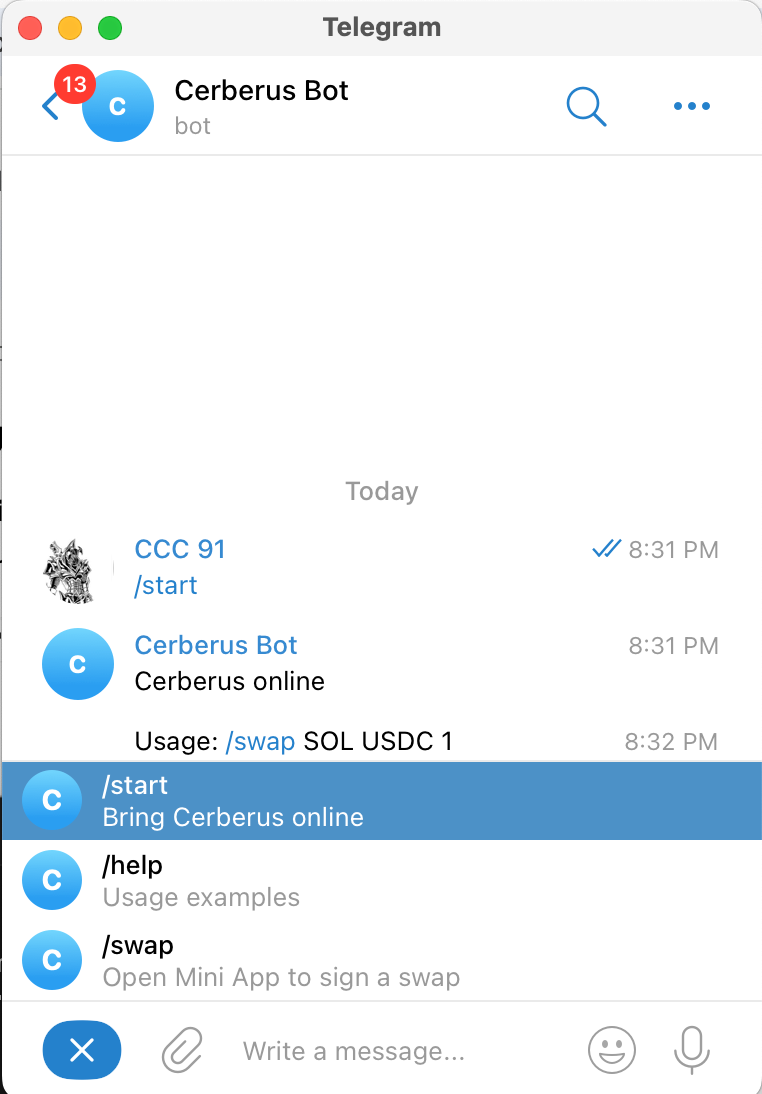 Telegram
13
C
Cerberus Bot
bot
Today
CCC 91
8:31 PM
/start
C
Cerberus Bot
8:31 PM
Cerberus online
Usage: /swap SOL USDC 1
8:32 PM
C
/start
Bring Cerberus online
C
/help
Usage examples
C
/swap
Open Mini App to sign a swap
Write a message...